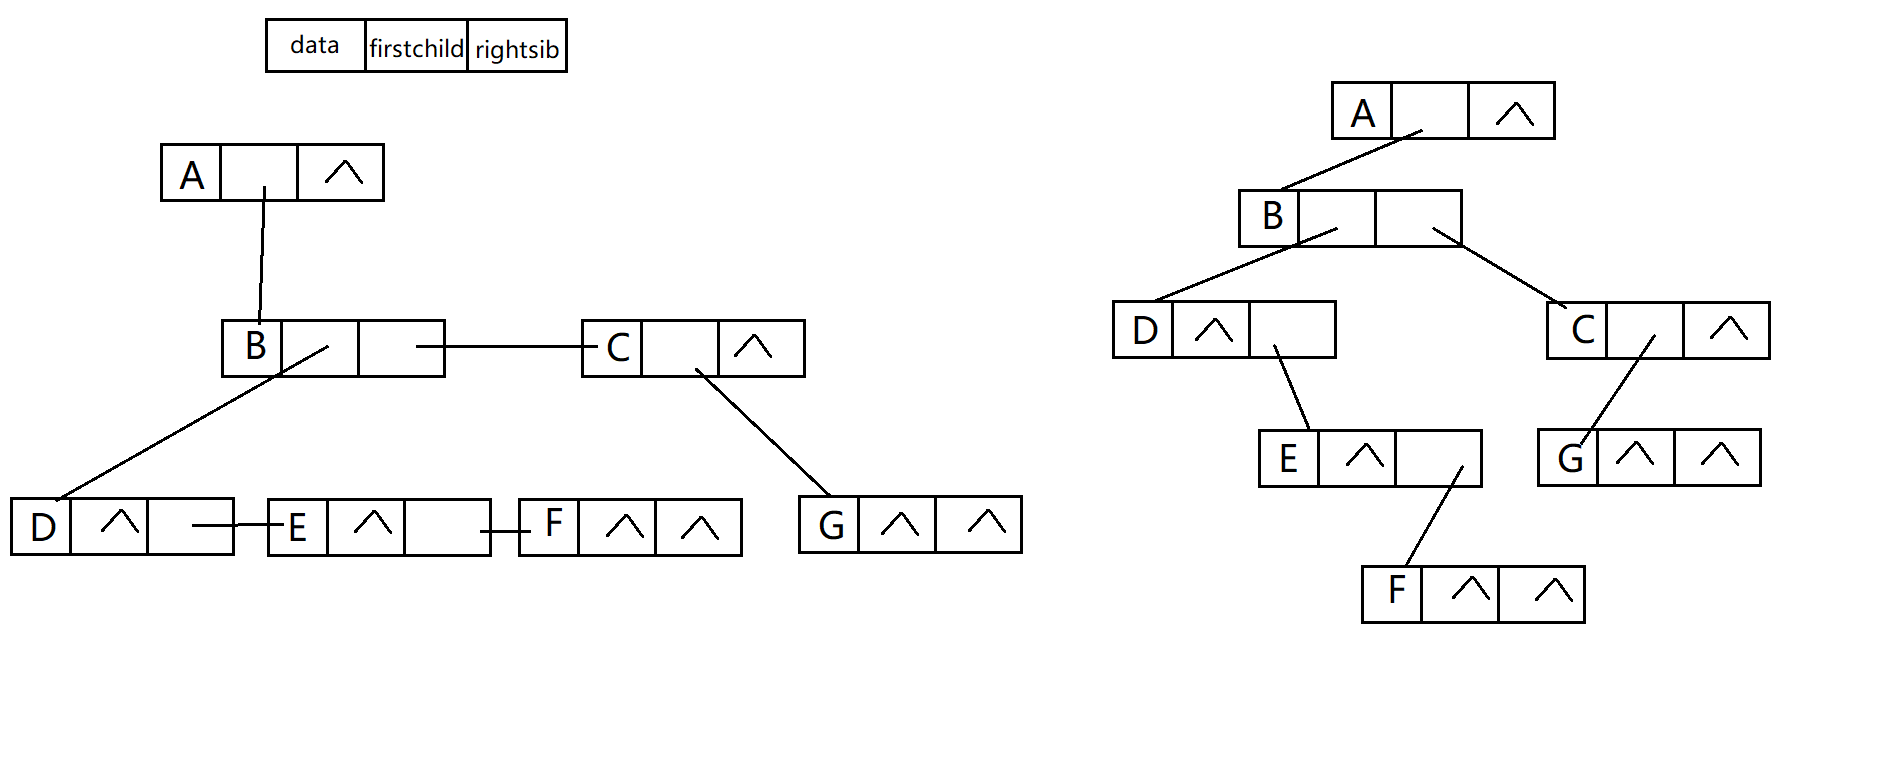 data firstchild rightsib
A ^
B C ^
D ^ E ^ F ^ ^ G ^ ^
A ^
B
D ^ C ^
E ^ G ^ ^
F ^ ^